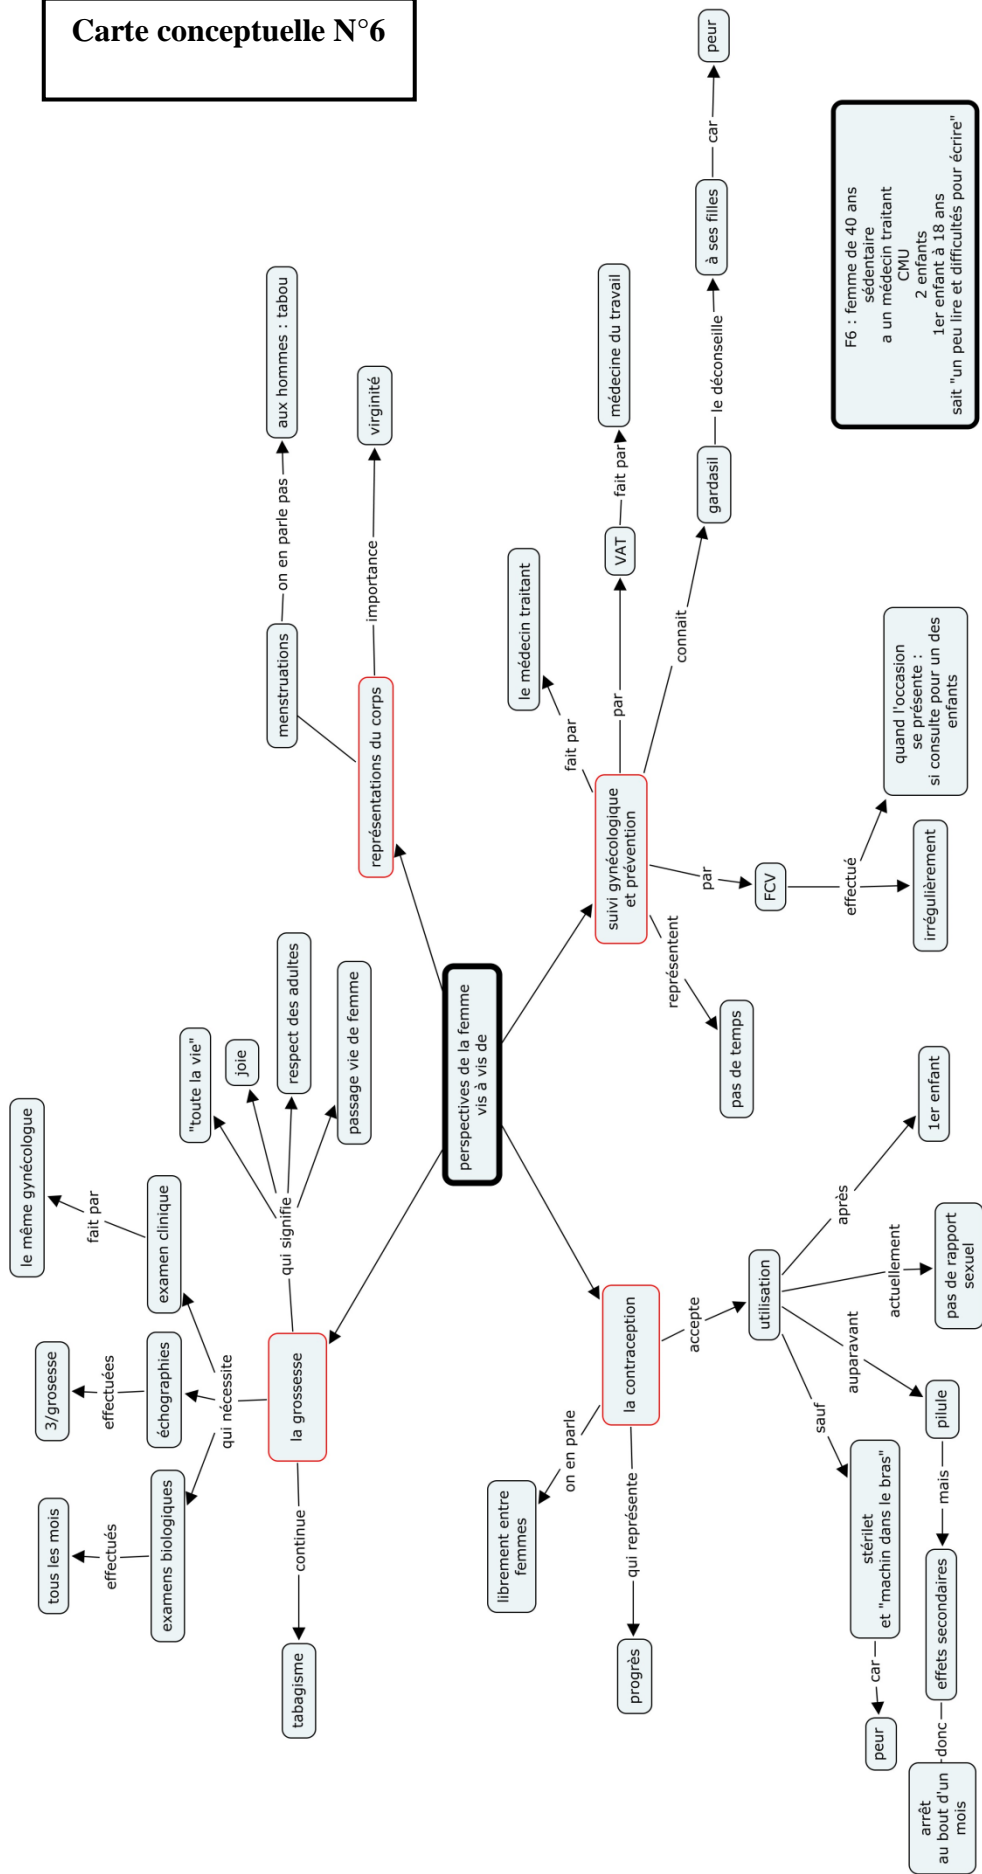 Carte conceptuelle N°6
perspectives de la femme
vis à vis de
la grossesse
qui nécessite
examens biologiques
effectués
tous les mois
échographies
effectuées
3/grosesse
examen clinique
fait par
le même gynécologue
qui signifie
"toute la vie"
joie
respect des adultes
passage vie de femme
continue
tabagisme
représentations du corps
menstruations
on en parle pas
aux hommes : tabou
importance
virginité
la contraception
on en parle
librement entre
femmes
qui représente
progrès
accepte
utilisation
sauf
stérilet
et "machin dans le bras"
car
peur
auparavant
pilule
mais
effets secondaires
donc
arrêt
au bout d'un
mois
actuellement
pas de rapport
sexuel
après
1er enfant
suivi gynécologique
et prévention
fait par
le médecin traitant
par
VAT
fait par
médecine du travail
connait
gardasil
le déconseille
à ses filles
car
peur
par
FCV
effectué
irrégulièrement
quand l'occasion
se présente :
si consulte pour un des
enfants
représentent
pas de temps
F6 : femme de 40 ans
sédentaire
a un médecin traitant
CMU
2 enfants
1er enfant à 18 ans
sait "un peu lire et difficultés pour écrire"